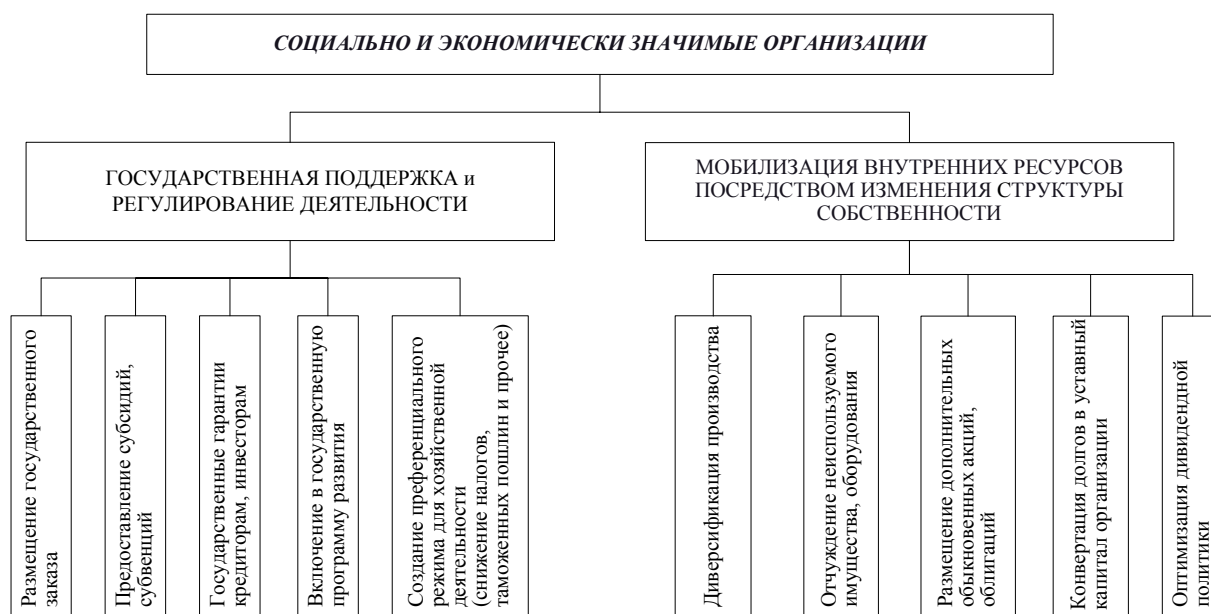 СОЦИАЛЬНО И ЭКОНОМИЧЕСКИ ЗНАЧИМЫЕ ОРГАНИЗАЦИИ
ГОСУДАРСТВЕННАЯ ПОДДЕРЖКА и
РЕГУЛИРОВАНИЕ ДЕЯТЕЛЬНОСТИ
МОБИЛИЗАЦИЯ ВНУТРЕННИХ РЕСУРСОВ
ПОСРЕДСТВОМ ИЗМЕНЕНИЯ СТРУКТУРЫ
СОБСТВЕННОСТИ
Размещение государственного
заказа
Предоставление субсидий,
субвенций
Государственные гарантии
кредиторам, инвесторам
Включение в государственную
программу развития
Создание преференциального
режима для хозяйственной
деятельности
(снижение налогов,
таможенных пошлин и прочее)
Диверсификация производства
Отчуждение неиспользуемого
имущества, оборудования
Размещение дополнительных
обыкновенных акций,
облигаций
Конвертация долгов в уставный
капитал организации
Оптимизация дивидендной
политики